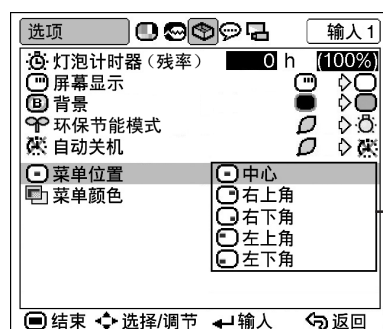 选项 输入 1
灯泡计时器(残率) 0 h (100%)
屏幕显示
B 背景
环保节能模式
自动关机
菜单位置
菜单颜色
中心
右上角
右下角
左上角
左下角
结束 选择/调节 输入 返回